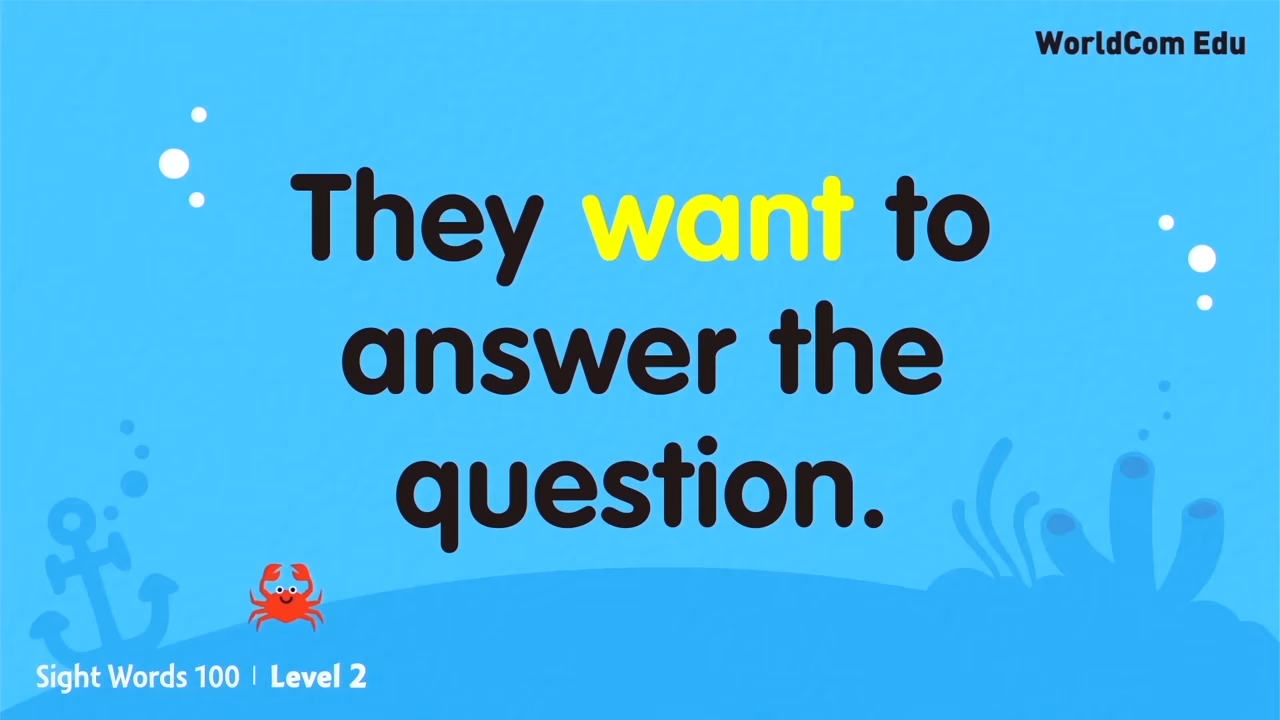 WorldCom Edu
They want to
answer the
question.
Sight Words 100 | Level 2